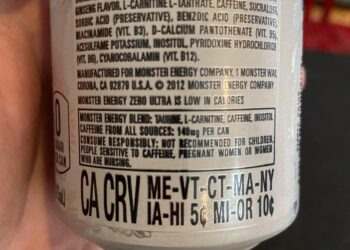 GINSENG FLAVOR, L-CARNITINE L-TARTRATE, CAFFEINE, SUCRALOSE,
SORBIC ACID (PRESERVATIVE), BENZOIC ACID (PRESERVATIVE),
NIACINAMIDE (VIT. B3), D-CALCIUM PANTOTHENATE (VIT. B5),
ACESULFAME POTASSIUM, INOSITOL, PYRIDOXINE HYDROCHLORIDE
(VIT. B6), CYANOCOBALAMIN (VIT. B12)
MANUFACTURED FOR MONSTER ENERGY COMPANY, 1 MONSTER WAY,
CORONA, CA 92879 U.S.A. © 2012 MONSTER ENERGY COMPANY
MONSTER ENERGY ZERO ULTRA IS LOW IN CALORIES
MONSTER ENERGY BLEND: TAURINE, L-CARNITINE, CAFFEINE, INOSITOL
CAFFEINE FROM ALL SOURCES: 140mg PER CAN
CONSUME RESPONSIBLY: NOT RECOMMENDED FOR CHILDREN,
PEOPLE SENSITIVE TO CAFFEINE, PREGNANT WOMEN OR WOMEN
WHO ARE NURSING.
0
CA CRV ME-VT-CT-MA-NY
IA-HI 5¢ MI-OR 10¢